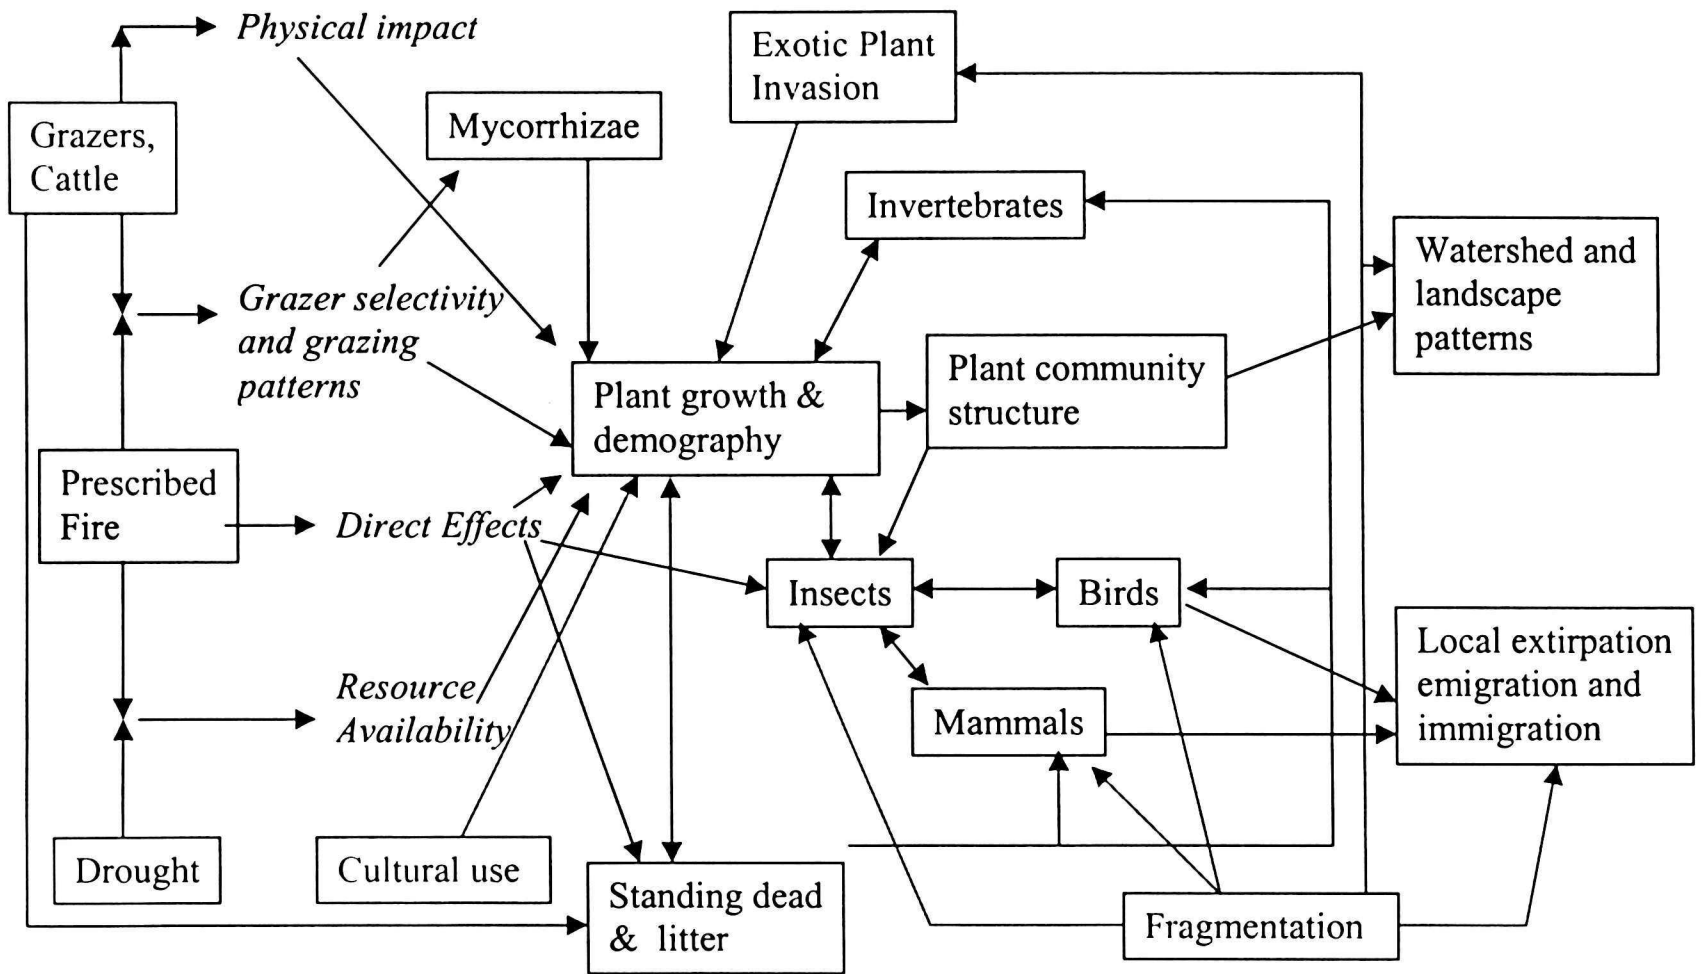 Physical impact
Exotic Plant
Invasion
Grazers,
Cattle
Mycorrhizae
Invertebrates
Watershed and
landscape
patterns
Grazer selectivity
and grazing
patterns
Plant growth &
demography
Plant community
structure
Prescribed
Fire
Direct Effects
Insects
Birds
Local extirpation
emigration and
immigration
Resource
Availability
Mammals
Drought
Cultural use
Standing dead
& litter
Fragmentation